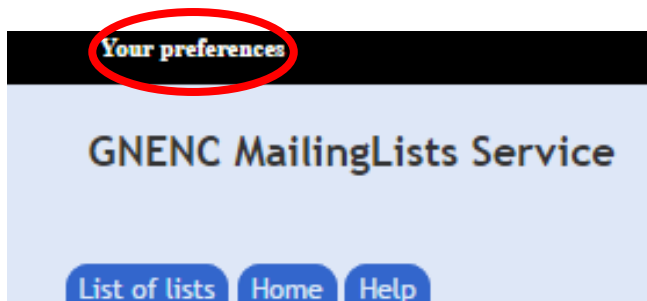 Your preferences
GNENC MailingLists Service
List of lists Home Help